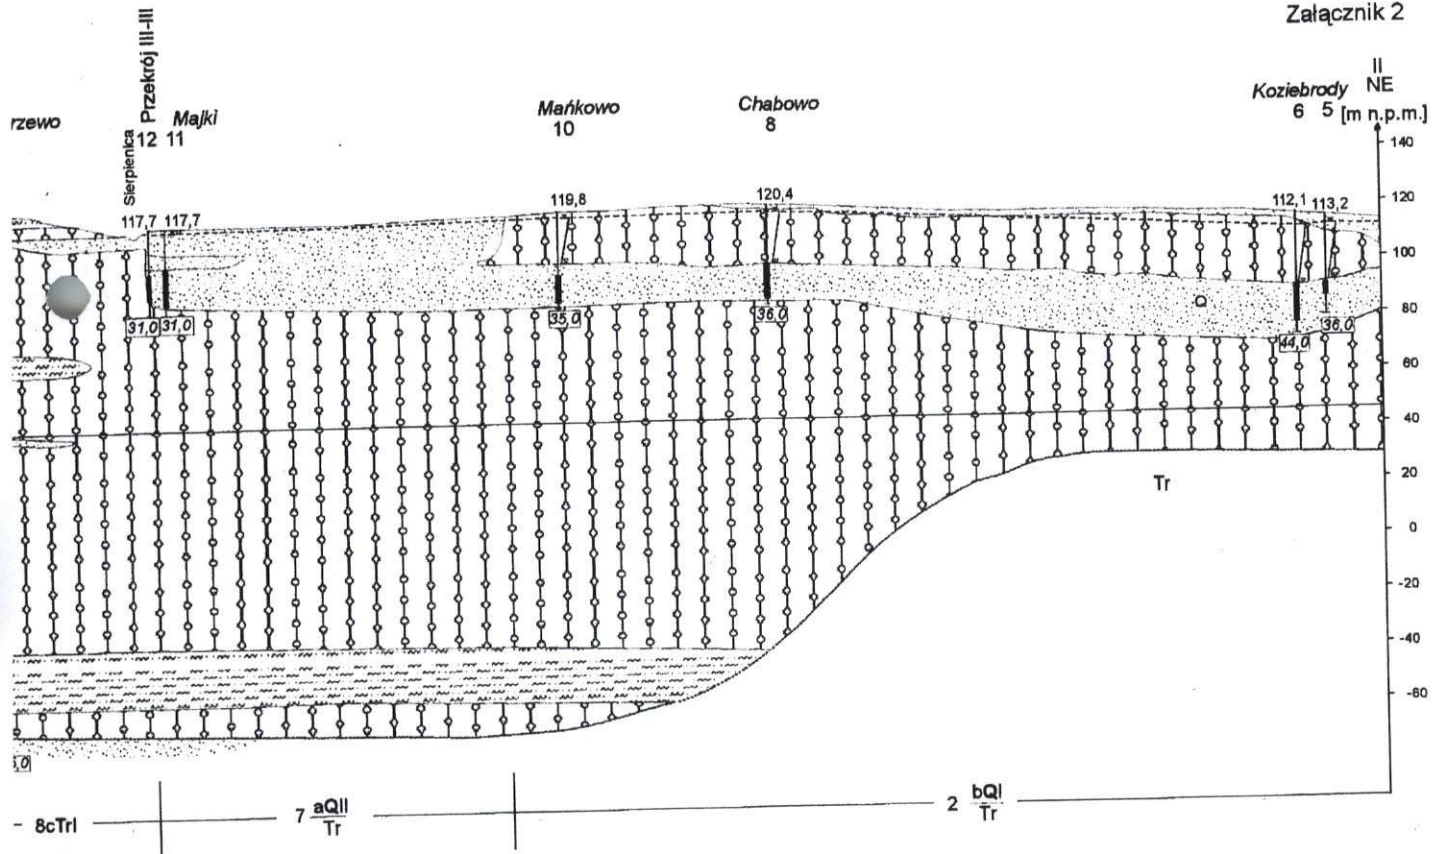 Załącznik 2
Przekrój III-III
Sierpienica
rzewo
12 11
Majki
Mańkowo
10
Chabowo
8
Koziebrody
6 5
II
NE
[m n.p.m.]
140
120
100
80
60
40
20
0
-20
-40
-60
117,7 117,7
119,8
120,4
112,1 113,2
31,0 31,0
35,0
36,0
44,0
36,0
Q
Tr
8cTrI
7 aQII
Tr
2 bQI
Tr